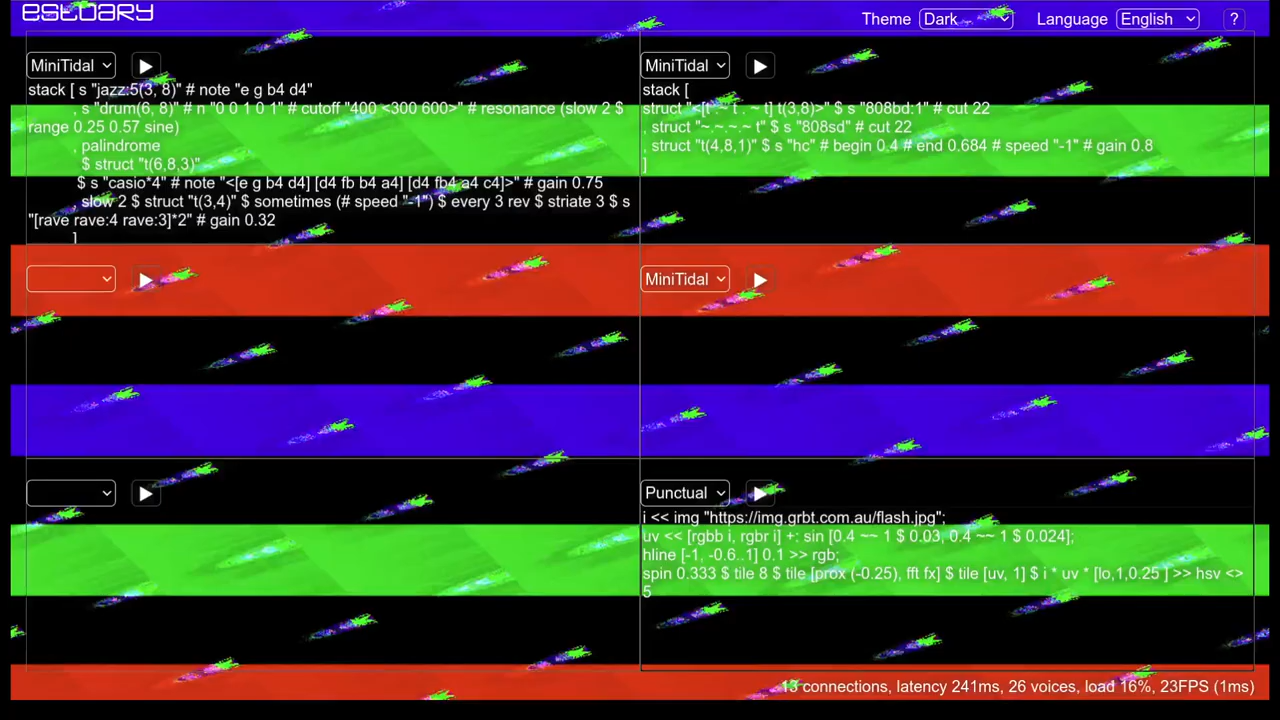 estuary
Theme Dark Language English ?
MiniTidal
stack [ s "jazz:5(3, 8)" # note "e g b4 d4"
, s "drum(6, 8)" # n "0 0 1 0 1" # cutoff "400 <300 600>" # resonance (slow 2 $
range 0.25 0.57 sine)
, palindrome
$ struct "t(6,8,3)"
$ s "casio*4" # note "<[e g b4 d4] [d4 fb b4 a4] [d4 fb4 a4 c4]>" # gain 0.75
, slow 2 $ struct "t(3,4)" $ sometimes (# speed "-1") $ every 3 rev $ striate 3 $ s
"[rave rave:4 rave:3]*2" # gain 0.32
]
MiniTidal
stack [
struct "<[t . ~ t . ~ t] t(3,8)>" $ s "808bd:1" # cut 22
, struct "~.~.~.~ t" $ s "808sd" # cut 22
, struct "t(4,8,1)" $ s "hc" # begin 0.4 # end 0.684 # speed "-1" # gain 0.8
]
MiniTidal
Punctual
i << img "https://img.grbt.com.au/flash.jpg";
uv << [rgbb i, rgbr i] +: sin [0.4 ~~ 1 $ 0.03, 0.4 ~~ 1 $ 0.024];
hline [-1, -0.6..1] 0.1 >> rgb;
spin 0.333 $ tile 8 $ tile [prox (-0.25), fft fx] $ tile [uv, 1] $ i * uv * [lo,1,0.25 ] >> hsv <>
5
13 connections, latency 241ms, 26 voices, load 16%, 23FPS (1ms)